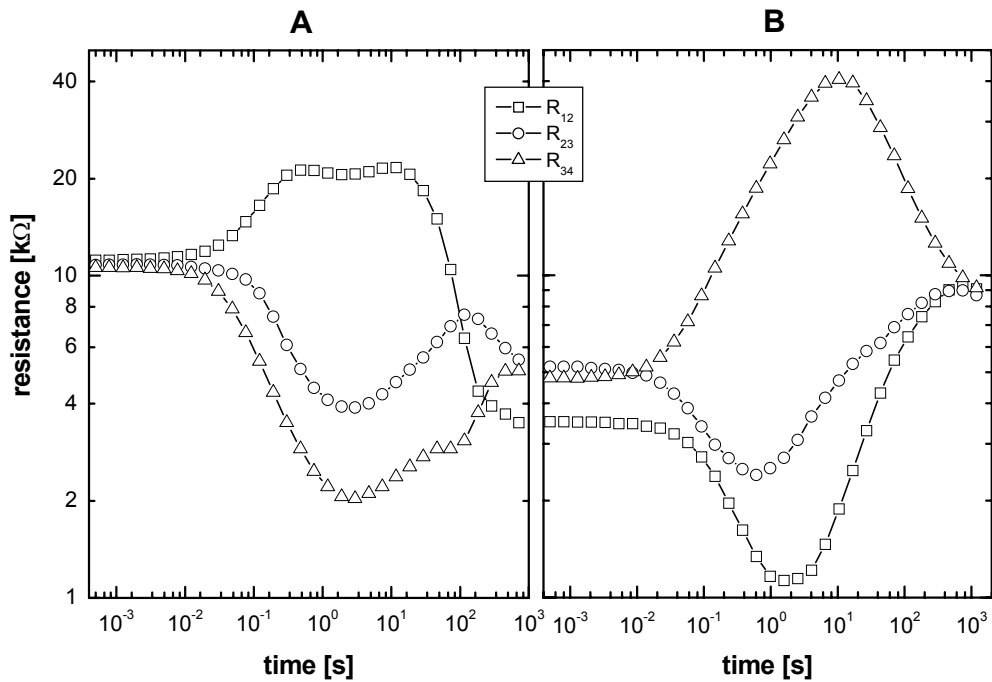 A
B
40
20
10
8
6
4
2
1
resistance [kΩ]
R₁₂
R₂₃
R₃₄
10⁻³ 10⁻² 10⁻¹ 10⁰ 10¹ 10² 10³
10⁻³ 10⁻² 10⁻¹ 10⁰ 10¹ 10² 10³
time [s]
time [s]